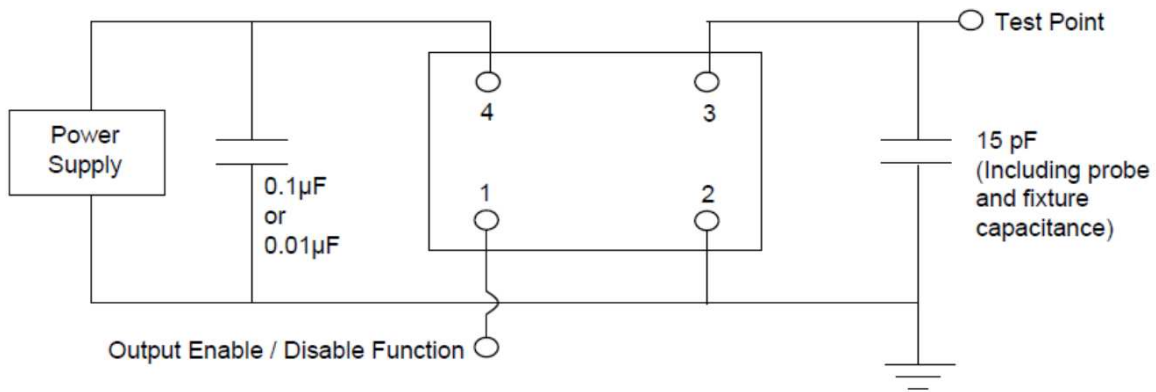 Test Point
4
3
Power
Supply
15 pF
(Including probe
and fixture
capacitance)
0.1µF
or
0.01µF
1
2
Output Enable / Disable Function